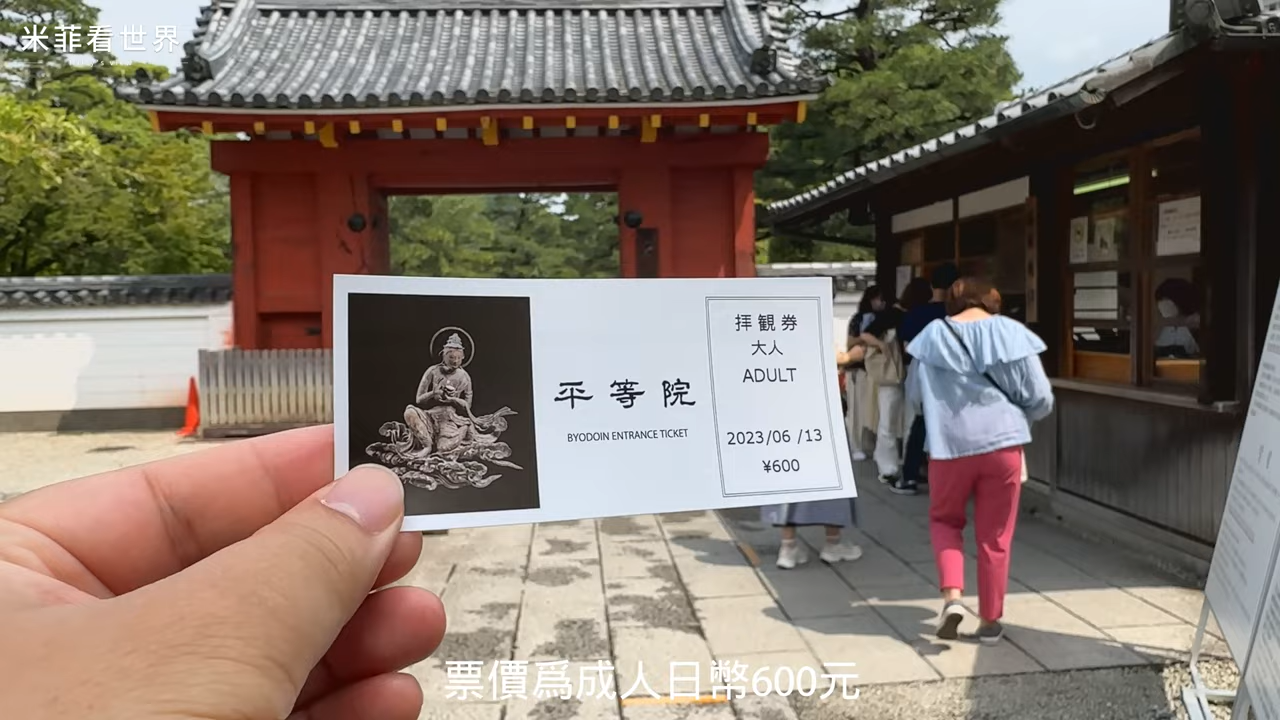 米菲看世界
拝観券
大人
ADULT
平等院
BYODOIN ENTRANCE TICKET
2023/06 /13
¥600
票價爲成人日幣600元